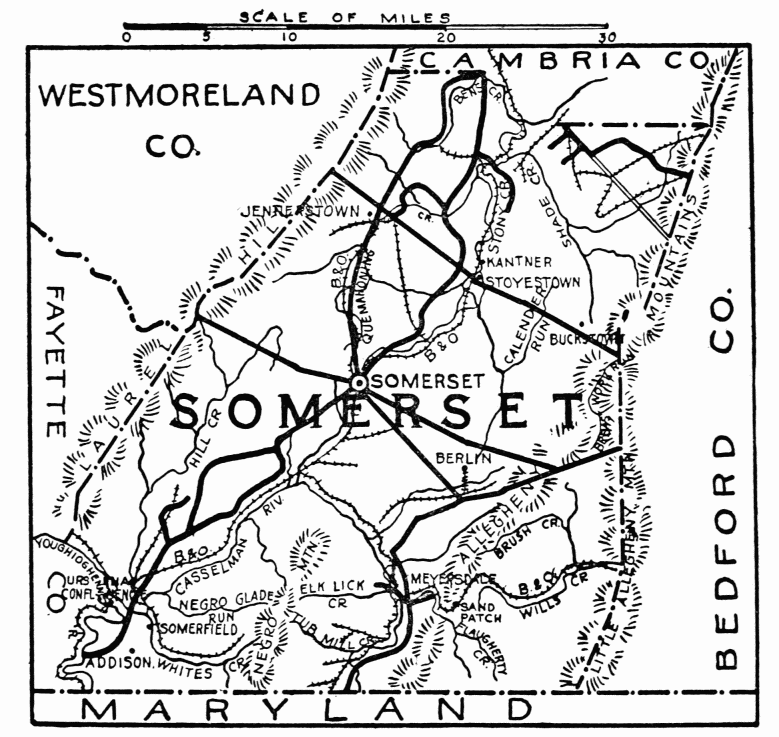 SCALE OF MILES
0 5 10 20 30
CAMBRIA CO.
WESTMORELAND
CO.
BENS CR.
JENNERSTOWN
CR.
STONY CR.
SHADE CR.
HILL
KANTNER
STOYESTOWN
MOUNTAINS
B & O
QUEMAHONING
CALENDER
RUN
B & O
BUCKSTOWN
FAYETTE
CO.
LAUREL
SOMERSET
SOMERSET
HILL CR
BERLIN
BEDFORD CO.
RIV.
ALLEGHENY
BRUSH CR.
MTN
LITTLE ALLEGHENY
YOUGHIOGHENY
R.
B & O
CASSELMAN
MTN.
NEGRO
URSINA
CONFLUENCE
NEGRO GLADE
RUN
SOMERFIELD
ELK LICK
CR
MEYERSDALE
B & O
WILLS CR
SAND
PATCH
TUB MILL CR.
FLAUGHERTY
CR.
ADDISON
WHITES CR.
MARYLAND